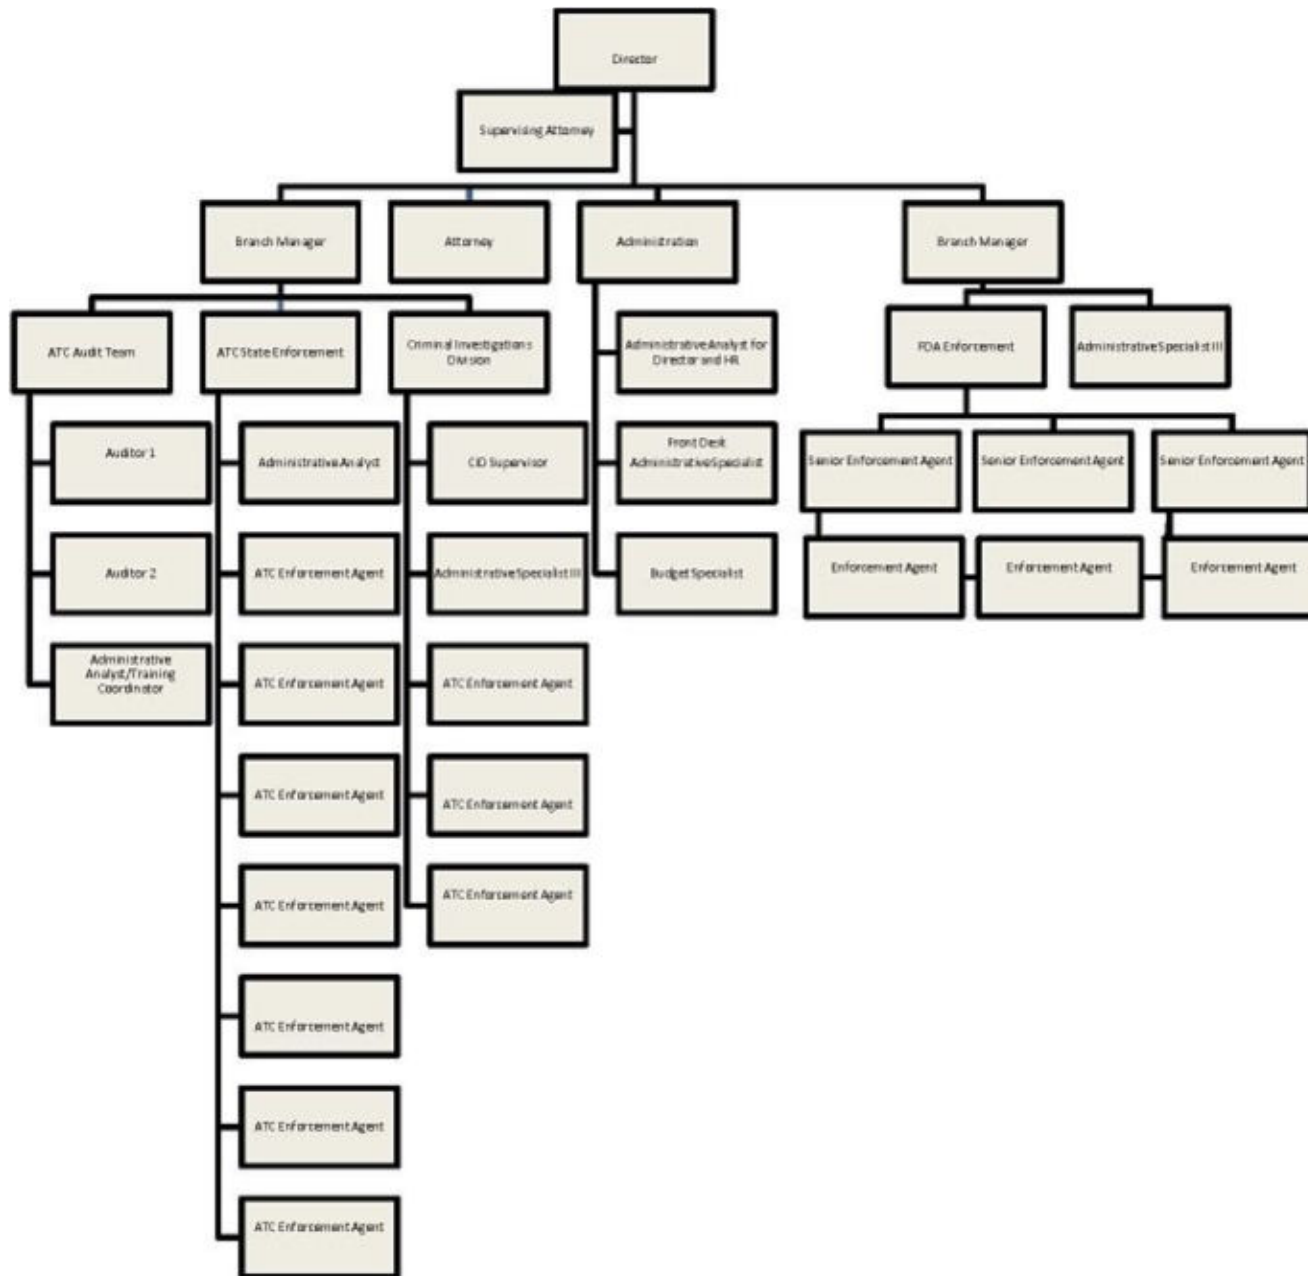 Director
Supervising Attorney
Branch Manager
Attorney
Administration
Branch Manager
ATC Audit Team
ATC State Enforcement
Criminal Investigations
Division
Administrative Analyst for
Director and HR
FDA Enforcement
Administrative Specialist III
Auditor 1
Administrative Analyst
CID Supervisor
Front Desk
Administrative Specialist
Senior Enforcement Agent
Senior Enforcement Agent
Senior Enforcement Agent
Auditor 2
ATC Enforcement Agent
Administrative Specialist III
Budget Specialist
Enforcement Agent
Enforcement Agent
Enforcement Agent
Administrative
Analyst/Training
Coordinator
ATC Enforcement Agent
ATC Enforcement Agent
ATC Enforcement Agent
ATC Enforcement Agent
ATC Enforcement Agent
ATC Enforcement Agent
ATC Enforcement Agent
ATC Enforcement Agent
ATC Enforcement Agent